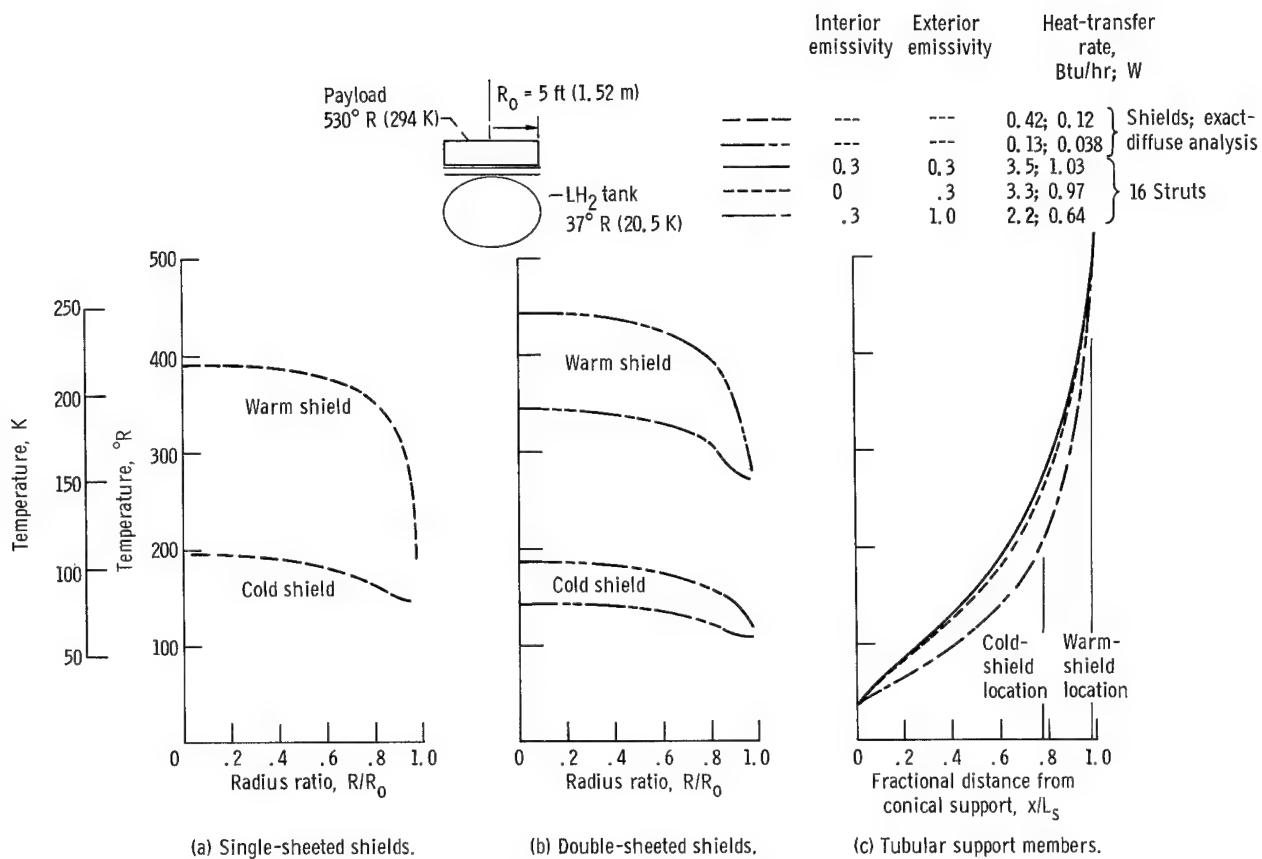 Interior emissivity
Exterior emissivity
Heat-transfer rate, Btu/hr; W
--- --- 0.42; 0.12
--- --- 0.13; 0.038
Shields; exact-diffuse analysis
0.3 0.3 3.5; 1.03
0 .3 3.3; 0.97
.3 1.0 2.2; 0.64
16 Struts
Payload
530° R (294 K)
R₀ = 5 ft (1.52 m)
LH₂ tank
37° R (20.5 K)
Temperature, K
250
200
150
100
50
Temperature, °R
500
400
300
200
100
Warm shield
Cold shield
0 .2 .4 .6 .8 1.0
Radius ratio, R/R₀
(a) Single-sheeted shields.
Warm shield
Cold shield
0 .2 .4 .6 .8 1.0
Radius ratio, R/R₀
(b) Double-sheeted shields.
Cold-
shield
location
Warm-
shield
location
0 .2 .4 .6 .8 1.0
Fractional distance from
conical support, x/Lₛ
(c) Tubular support members.